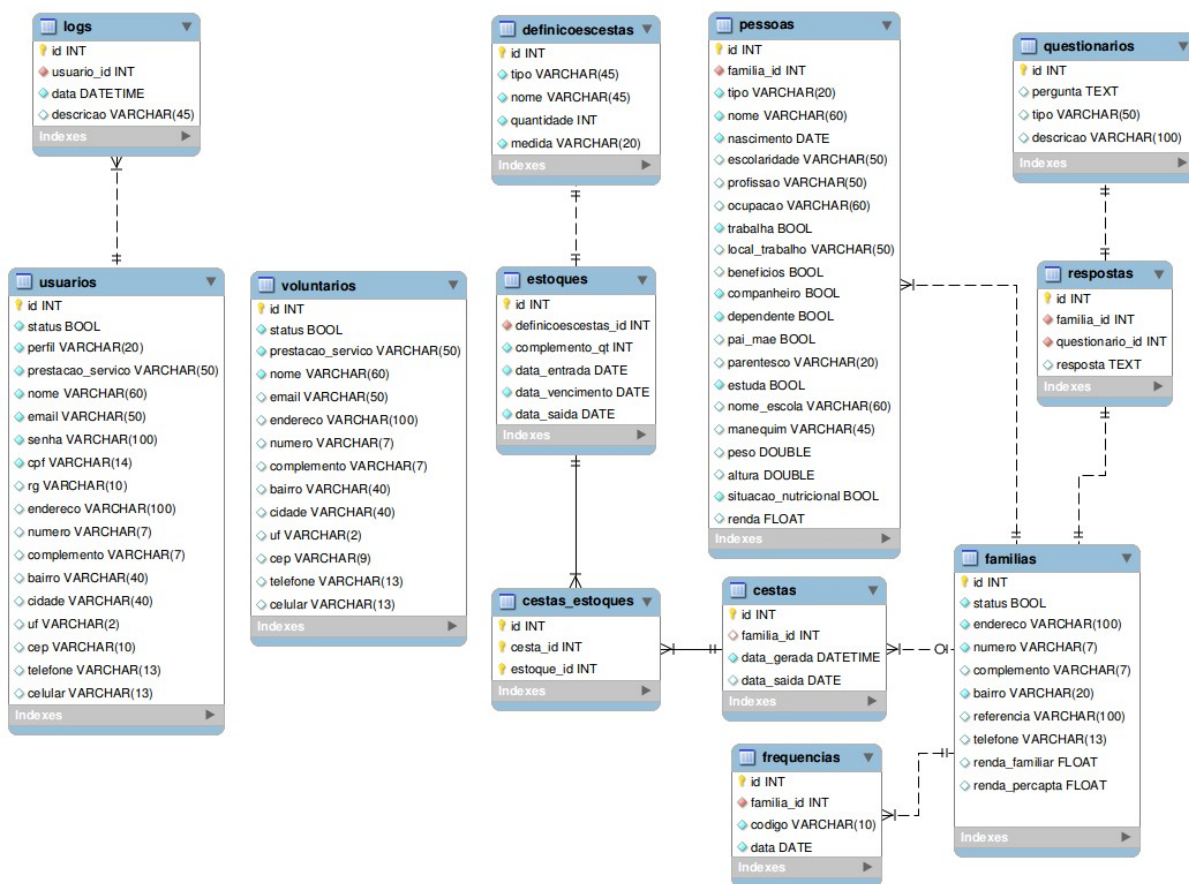 logs
id INT
usuario_id INT
data DATETIME
descricao VARCHAR(45)
Indexes
definicoescestas
id INT
tipo VARCHAR(45)
nome VARCHAR(45)
quantidade INT
medida VARCHAR(20)
Indexes
pessoas
id INT
familia_id INT
tipo VARCHAR(20)
nome VARCHAR(60)
nascimento DATE
escolaridade VARCHAR(50)
profissao VARCHAR(50)
ocupacao VARCHAR(60)
trabalha BOOL
local_trabalho VARCHAR(50)
beneficios BOOL
companheiro BOOL
dependente BOOL
pai_mae BOOL
parentesco VARCHAR(20)
estuda BOOL
nome_escola VARCHAR(60)
manequim VARCHAR(45)
peso DOUBLE
altura DOUBLE
situacao_nutricional BOOL
renda FLOAT
Indexes
questionarios
id INT
pergunta TEXT
tipo VARCHAR(50)
descricao VARCHAR(100)
Indexes
usuarios
id INT
status BOOL
perfil VARCHAR(20)
prestacao_servico VARCHAR(50)
nome VARCHAR(60)
email VARCHAR(50)
senha VARCHAR(100)
cpf VARCHAR(14)
rg VARCHAR(10)
endereco VARCHAR(100)
numero VARCHAR(7)
complemento VARCHAR(7)
bairro VARCHAR(40)
cidade VARCHAR(40)
uf VARCHAR(2)
cep VARCHAR(10)
telefone VARCHAR(13)
celular VARCHAR(13)
Indexes
voluntarios
id INT
status BOOL
prestacao_servico VARCHAR(50)
nome VARCHAR(60)
email VARCHAR(50)
endereco VARCHAR(100)
numero VARCHAR(7)
complemento VARCHAR(7)
bairro VARCHAR(40)
cidade VARCHAR(40)
uf VARCHAR(2)
cep VARCHAR(9)
telefone VARCHAR(13)
celular VARCHAR(13)
Indexes
estoques
id INT
definicoescestas_id INT
complemento_qt INT
data_entrada DATE
data_vencimento DATE
data_saida DATE
Indexes
respostas
id INT
familia_id INT
questionario_id INT
resposta TEXT
Indexes
cestas_estoques
id INT
cesta_id INT
estoque_id INT
Indexes
cestas
id INT
familia_id INT
data_gerada DATETIME
data_saida DATE
Indexes
familias
id INT
status BOOL
endereco VARCHAR(100)
numero VARCHAR(7)
complemento VARCHAR(7)
bairro VARCHAR(20)
referencia VARCHAR(100)
telefone VARCHAR(13)
renda_familiar FLOAT
renda_percapta FLOAT
Indexes
frequencias
id INT
familia_id INT
codigo VARCHAR(10)
data DATE
Indexes